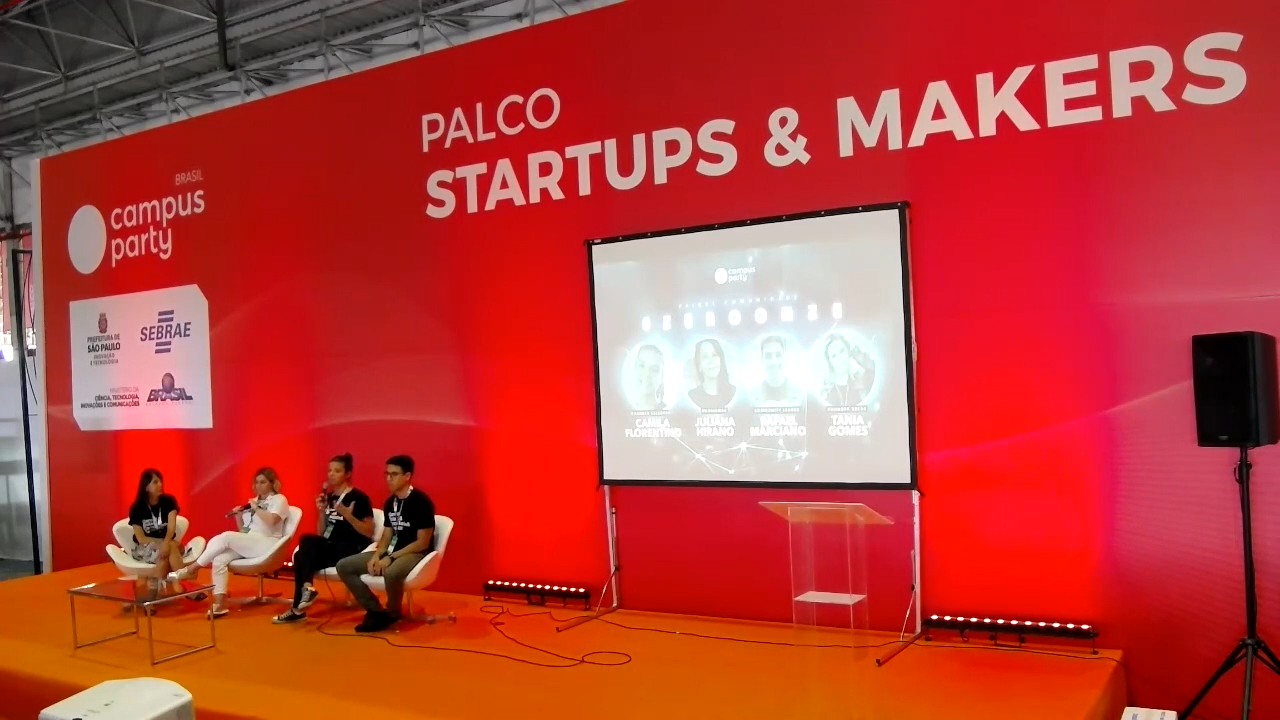 PALCO
STARTUPS & MAKERS
BRASIL
campus
party
PREFEITURA DE
SÃO PAULO
INOVAÇÃO
E TECNOLOGIA
SEBRAE
MINISTÉRIO DA
CIÊNCIA, TECNOLOGIA,
INOVAÇÕES E COMUNICAÇÕES
BRASIL
campus
party
CAMILA
FLORENTINO
JULIANA
HIRANO
RAFAEL
MARCIANO
TANIA
GOMES